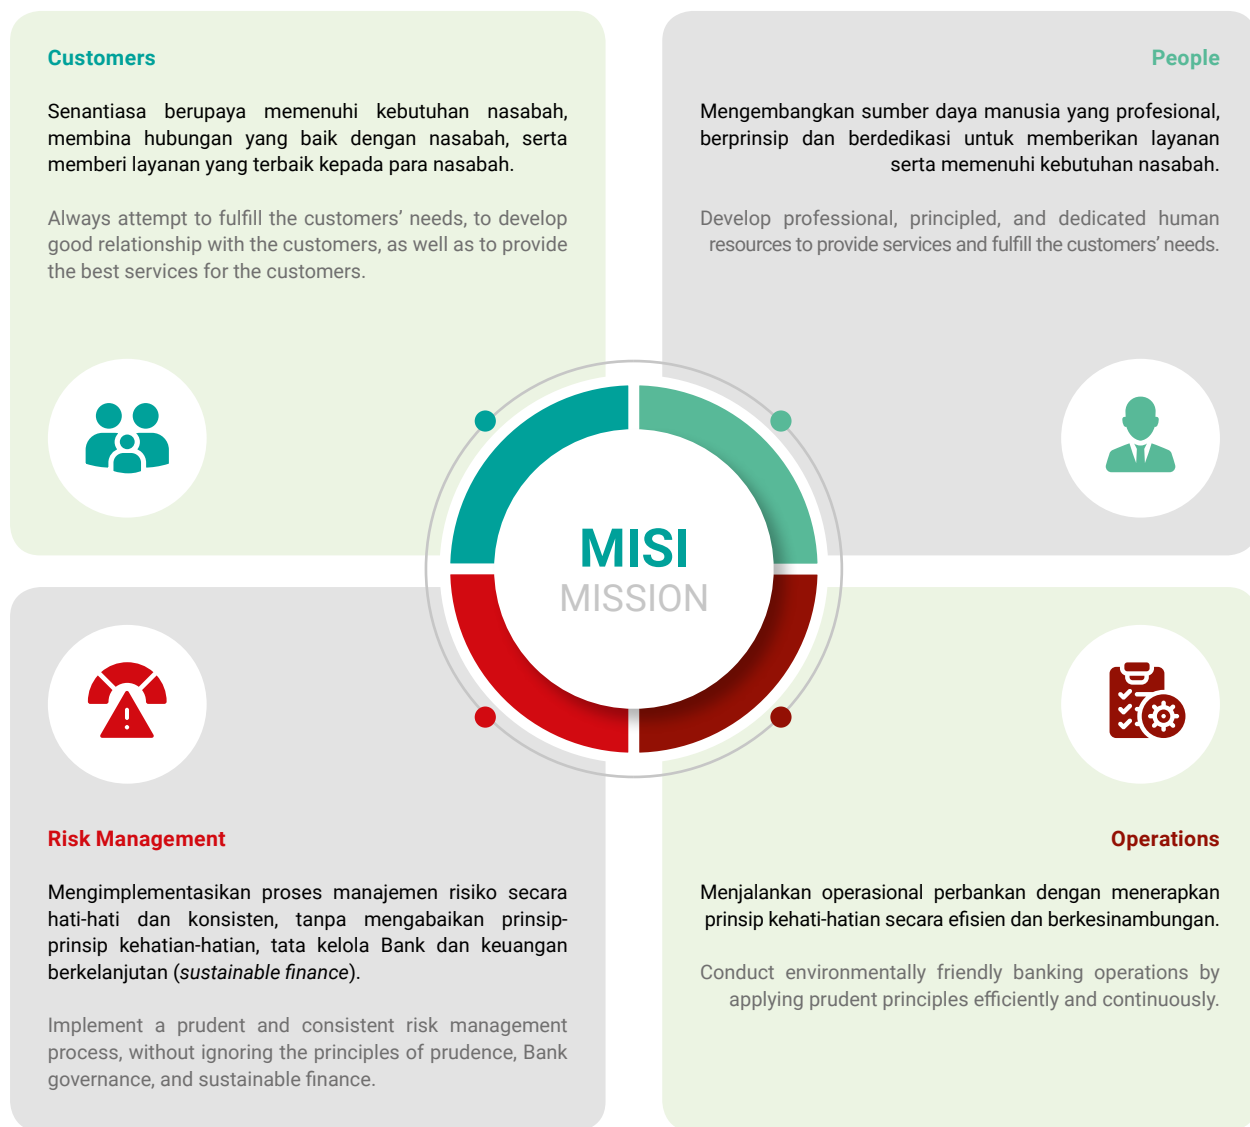 Customers
Senantiasa berupaya memenuhi kebutuhan nasabah,
membina hubungan yang baik dengan nasabah, serta
memberi layanan yang terbaik kepada para nasabah.
Always attempt to fulfill the customers’ needs, to develop
good relationship with the customers, as well as to provide
the best services for the customers.
People
Mengembangkan sumber daya manusia yang profesional,
berprinsip dan berdedikasi untuk memberikan layanan
serta memenuhi kebutuhan nasabah.
Develop professional, principled, and dedicated human
resources to provide services and fulfill the customers’ needs.
MISI
MISSION
Risk Management
Mengimplementasikan proses manajemen risiko secara
hati-hati dan konsisten, tanpa mengabaikan prinsip-
prinsip kehatian-hatian, tata kelola Bank dan keuangan
berkelanjutan (sustainable finance).
Implement a prudent and consistent risk management
process, without ignoring the principles of prudence, Bank
governance, and sustainable finance.
Operations
Menjalankan operasional perbankan dengan menerapkan
prinsip kehati-hatian secara efisien dan berkesinambungan.
Conduct environmentally friendly banking operations by
applying prudent principles efficiently and continuously.